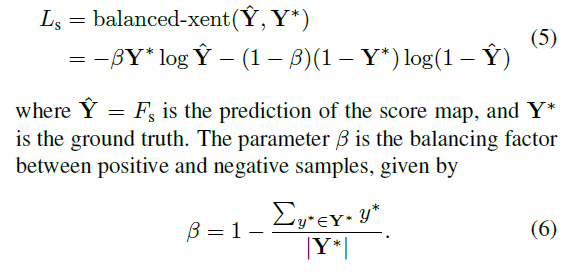 L_s = balanced-xent(Ŷ, Y*)
= −βY* log Ŷ − (1 − β)(1 − Y*) log(1 − Ŷ) (5)
where Ŷ = F_s is the prediction of the score map, and Y*
is the ground truth. The parameter β is the balancing factor
between positive and negative samples, given by
β = 1 − ∑_{y*∈Y*} y* / |Y*|. (6)